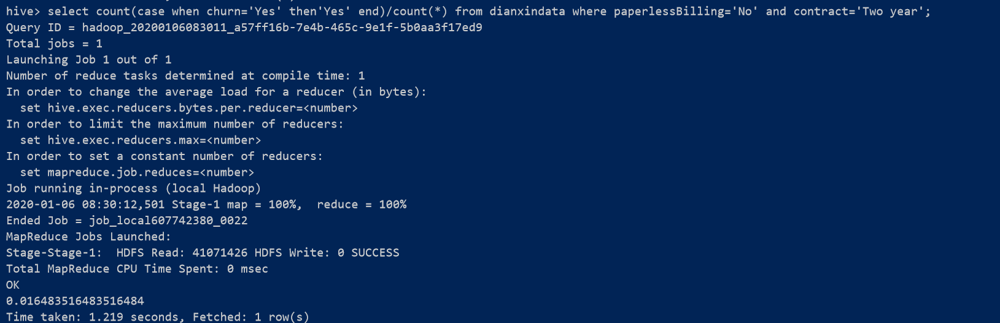 hive> select count(case when churn='Yes' then'Yes' end)/count(*) from dianxindata where paperlessBilling='No' and contract='Two year';
Query ID = hadoop_20200106083011_a57ff16b-7e4b-465c-9e1f-5b0aa3f17ed9
Total jobs = 1
Launching Job 1 out of 1
Number of reduce tasks determined at compile time: 1
In order to change the average load for a reducer (in bytes):
  set hive.exec.reducers.bytes.per.reducer=<number>
In order to limit the maximum number of reducers:
  set hive.exec.reducers.max=<number>
In order to set a constant number of reducers:
  set mapreduce.job.reduces=<number>
Job running in-process (local Hadoop)
2020-01-06 08:30:12,501 Stage-1 map = 100%,  reduce = 100%
Ended Job = job_local607742380_0022
MapReduce Jobs Launched:
Stage-Stage-1:  HDFS Read: 41071426 HDFS Write: 0 SUCCESS
Total MapReduce CPU Time Spent: 0 msec
OK
0.016483516483516484
Time taken: 1.219 seconds, Fetched: 1 row(s)